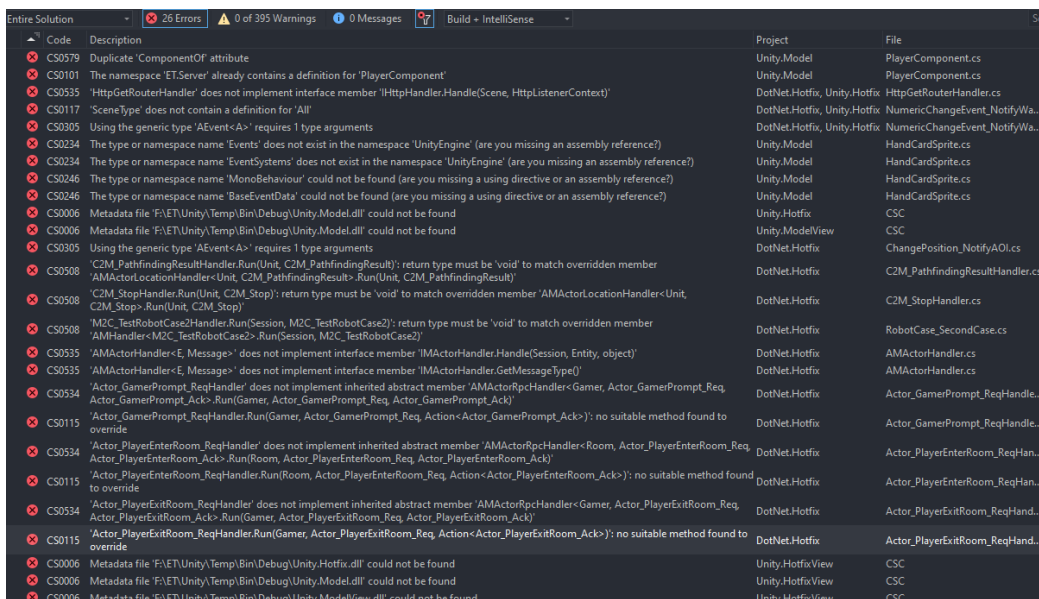 Entire Solution 26 Errors 0 of 395 Warnings 0 Messages Build + IntelliSense
Code Description Project File
CS0579 Duplicate 'ComponentOf' attribute Unity.Model PlayerComponent.cs
CS0101 The namespace 'ET.Server' already contains a definition for 'PlayerComponent' Unity.Model PlayerComponent.cs
CS0535 'HttpGetRouterHandler' does not implement interface member 'IHttpHandler.Handle(Scene, HttpListenerContext)' DotNet.Hotfix, Unity.Hotfix HttpGetRouterHandler.cs
CS0117 'SceneType' does not contain a definition for 'All' DotNet.Hotfix, Unity.Hotfix NumericChangeEvent_NotifyWa...
CS0305 Using the generic type 'AEvent<A>' requires 1 type arguments DotNet.Hotfix, Unity.Hotfix NumericChangeEvent_NotifyWa...
CS0234 The type or namespace name 'Events' does not exist in the namespace 'UnityEngine' (are you missing an assembly reference?) Unity.Model HandCardSprite.cs
CS0234 The type or namespace name 'EventSystems' does not exist in the namespace 'UnityEngine' (are you missing an assembly reference?) Unity.Model HandCardSprite.cs
CS0246 The type or namespace name 'MonoBehaviour' could not be found (are you missing a using directive or an assembly reference?) Unity.Model HandCardSprite.cs
CS0246 The type or namespace name 'BaseEventData' could not be found (are you missing a using directive or an assembly reference?) Unity.Model HandCardSprite.cs
CS0006 Metadata file 'F:\ET\Unity\Temp\Bin\Debug\Unity.Model.dll' could not be found Unity.Hotfix CSC
CS0006 Metadata file 'F:\ET\Unity\Temp\Bin\Debug\Unity.Model.dll' could not be found Unity.ModelView CSC
CS0305 Using the generic type 'AEvent<A>' requires 1 type arguments DotNet.Hotfix ChangePosition_NotifyAOI.cs
'C2M_PathfindingResultHandler.Run(Unit, C2M_PathfindingResult)': return type must be 'void' to match overridden member
CS0508 DotNet.Hotfix C2M_PathfindingResultHandler.cs
'AMActorLocationHandler<Unit, C2M_PathfindingResult>.Run(Unit, C2M_PathfindingResult)'
'C2M_StopHandler.Run(Unit, C2M_Stop)': return type must be 'void' to match overridden member 'AMActorLocationHandler<Unit,
CS0508 DotNet.Hotfix C2M_StopHandler.cs
C2M_Stop>.Run(Unit, C2M_Stop)'
'M2C_TestRobotCase2Handler.Run(Session, M2C_TestRobotCase2)': return type must be 'void' to match overridden member
CS0508 DotNet.Hotfix RobotCase_SecondCase.cs
'AMHandler<M2C_TestRobotCase2>.Run(Session, M2C_TestRobotCase2)'
CS0535 'AMActorHandler<E, Message>' does not implement interface member 'IMActorHandler.Handle(Session, Entity, object)' DotNet.Hotfix AMActorHandler.cs
CS0535 'AMActorHandler<E, Message>' does not implement interface member 'IMActorHandler.GetMessageType()' DotNet.Hotfix AMActorHandler.cs
'Actor_GamerPrompt_ReqHandler' does not implement inherited abstract member 'AMActorRpcHandler<Gamer, Actor_GamerPrompt_Req,
CS0534 DotNet.Hotfix Actor_GamerPrompt_ReqHandle...
Actor_GamerPrompt_Ack>.Run(Gamer, Actor_GamerPrompt_Req, Actor_GamerPrompt_Ack)'
'Actor_GamerPrompt_ReqHandler.Run(Gamer, Actor_GamerPrompt_Req, Action<Actor_GamerPrompt_Ack>)': no suitable method found to
CS0115 DotNet.Hotfix Actor_GamerPrompt_ReqHandle...
override
'Actor_PlayerEnterRoom_ReqHandler' does not implement inherited abstract member 'AMActorRpcHandler<Room, Actor_PlayerEnterRoom_Req,
CS0534 DotNet.Hotfix Actor_PlayerEnterRoom_ReqHan...
Actor_PlayerEnterRoom_Ack>.Run(Room, Actor_PlayerEnterRoom_Req, Actor_PlayerEnterRoom_Ack)'
'Actor_PlayerEnterRoom_ReqHandler.Run(Room, Actor_PlayerEnterRoom_Req, Action<Actor_PlayerEnterRoom_Ack>)': no suitable method found
CS0115 DotNet.Hotfix Actor_PlayerEnterRoom_ReqHan...
to override
'Actor_PlayerExitRoom_ReqHandler' does not implement inherited abstract member 'AMActorRpcHandler<Gamer, Actor_PlayerExitRoom_Req,
CS0534 DotNet.Hotfix Actor_PlayerExitRoom_ReqHand...
Actor_PlayerExitRoom_Ack>.Run(Gamer, Actor_PlayerExitRoom_Req, Actor_PlayerExitRoom_Ack)'
'Actor_PlayerExitRoom_ReqHandler.Run(Gamer, Actor_PlayerExitRoom_Req, Action<Actor_PlayerExitRoom_Ack>)': no suitable method found to
CS0115 DotNet.Hotfix Actor_PlayerExitRoom_ReqHand...
override
CS0006 Metadata file 'F:\ET\Unity\Temp\Bin\Debug\Unity.Hotfix.dll' could not be found Unity.HotfixView CSC
CS0006 Metadata file 'F:\ET\Unity\Temp\Bin\Debug\Unity.Model.dll' could not be found Unity.HotfixView CSC
CS0006 Metadata file 'F:\ET\Unity\Temp\Bin\Debug\Unity.ModelView.dll' could not be found Unity.HotfixView CSC